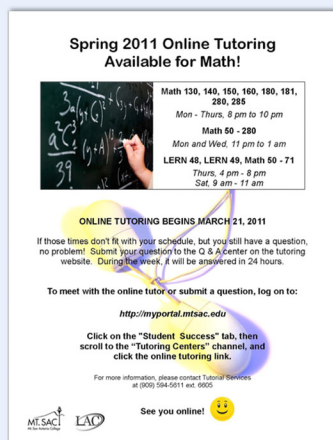 Spring 2011 Online Tutoring
Available for Math!
Math 130, 140, 150, 160, 180, 181,
280, 285
Mon - Thurs, 8 pm to 10 pm
Math 50 - 280
Mon and Wed, 11 pm to 1 am
LERN 48, LERN 49, Math 50 - 71
Thurs, 4 pm - 8 pm
Sat, 9 am - 11 am
ONLINE TUTORING BEGINS MARCH 21, 2011
If those times don't fit with your schedule, but you still have a question,
no problem! Submit your question to the Q & A center on the tutoring
website. During the week, it will be answered in 24 hours.
To meet with the online tutor or submit a question, log on to:
http://myportal.mtsac.edu
Click on the "Student Success" tab, then
scroll to the "Tutoring Centers" channel, and
click the online tutoring link.
For more information, please contact Tutorial Services
at (909) 594-5611 ext. 6605
See you online!
MT. SAC
Mt. San Antonio College
LAC